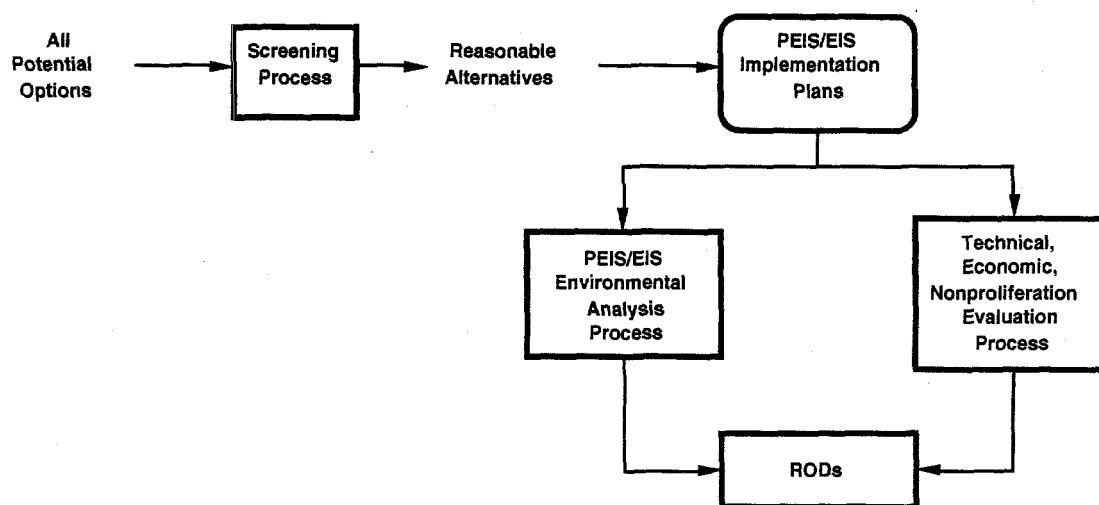 All
Potential
Options
Screening
Process
Reasonable
Alternatives
PEIS/EIS
Implementation
Plans
PEIS/EIS
Environmental
Analysis
Process
Technical,
Economic,
Nonproliferation
Evaluation
Process
RODs